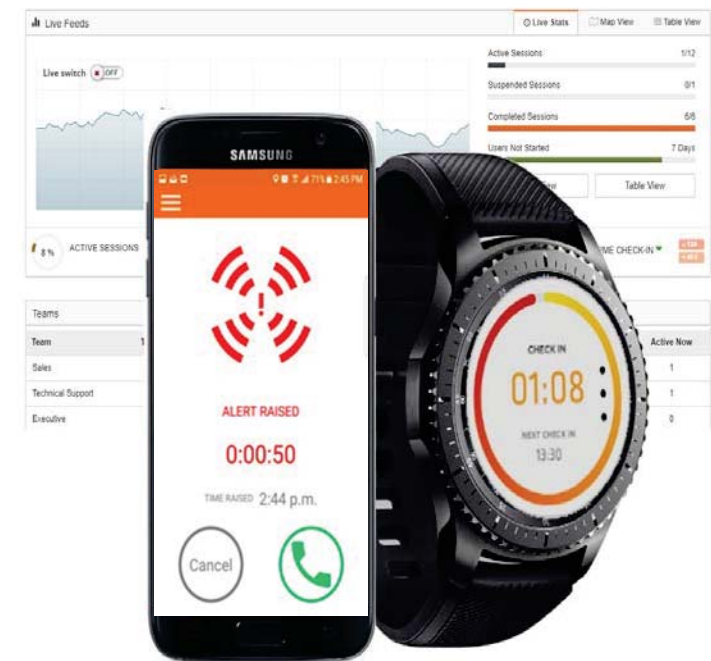 Live Feeds
Live Stats
Map View
Table View
Live switch
OFF
Active Sessions 1/12
Suspended Sessions 0/1
Completed Sessions 6/6
Users Not Started 7 Days
Table View
8 %
ACTIVE SESSIONS
CHECK-IN
Teams
Team
Active Now
Sales 1
Technical Support 1
Executive 0
SAMSUNG
71% 2:45 PM
!
ALERT RAISED
0:00:50
TIME RAISED 2:44 p.m.
Cancel
CHECK IN
01:08
NEXT CHECK IN
13:30